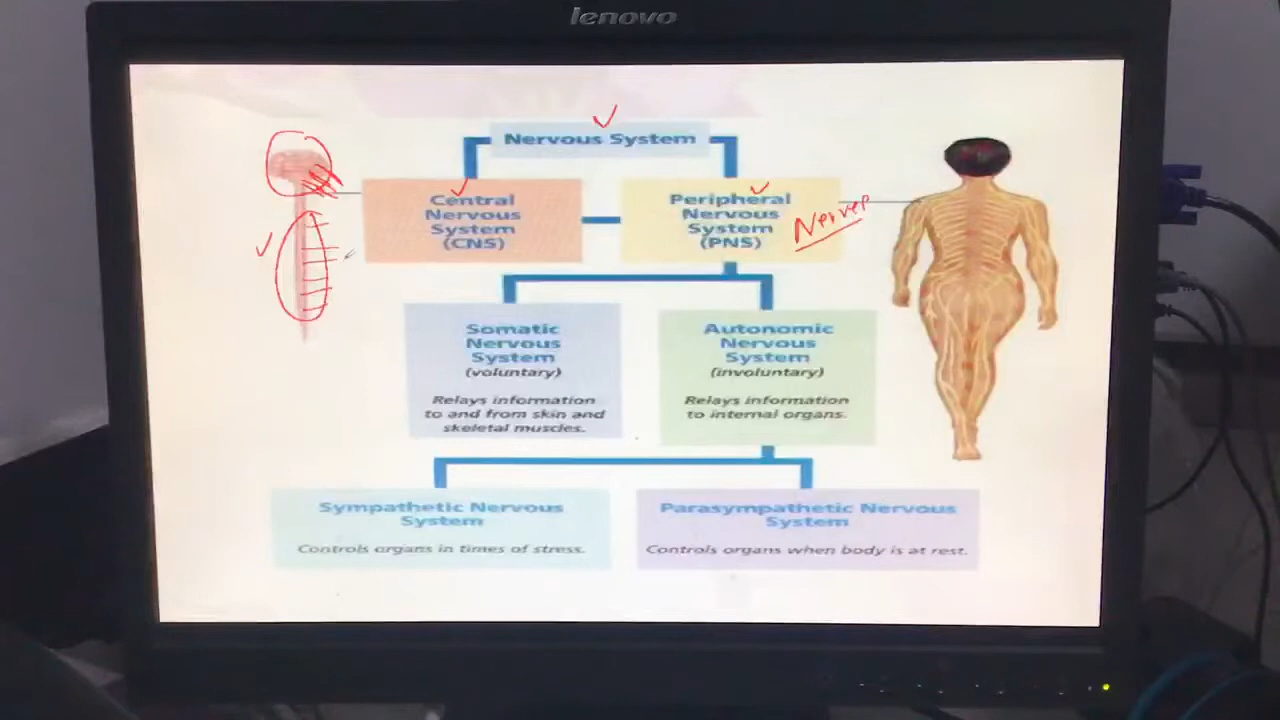 lenovo
Nervous System
Central
Nervous
System
(CNS)
Peripheral
Nervous
System
(PNS)
Nerves
Somatic
Nervous
System
(voluntary)
Relays information
to and from skin and
skeletal muscles.
Autonomic
Nervous
System
(involuntary)
Relays information
to internal organs.
Sympathetic Nervous
System
Controls organs in times of stress.
Parasympathetic Nervous
System
Controls organs when body is at rest.